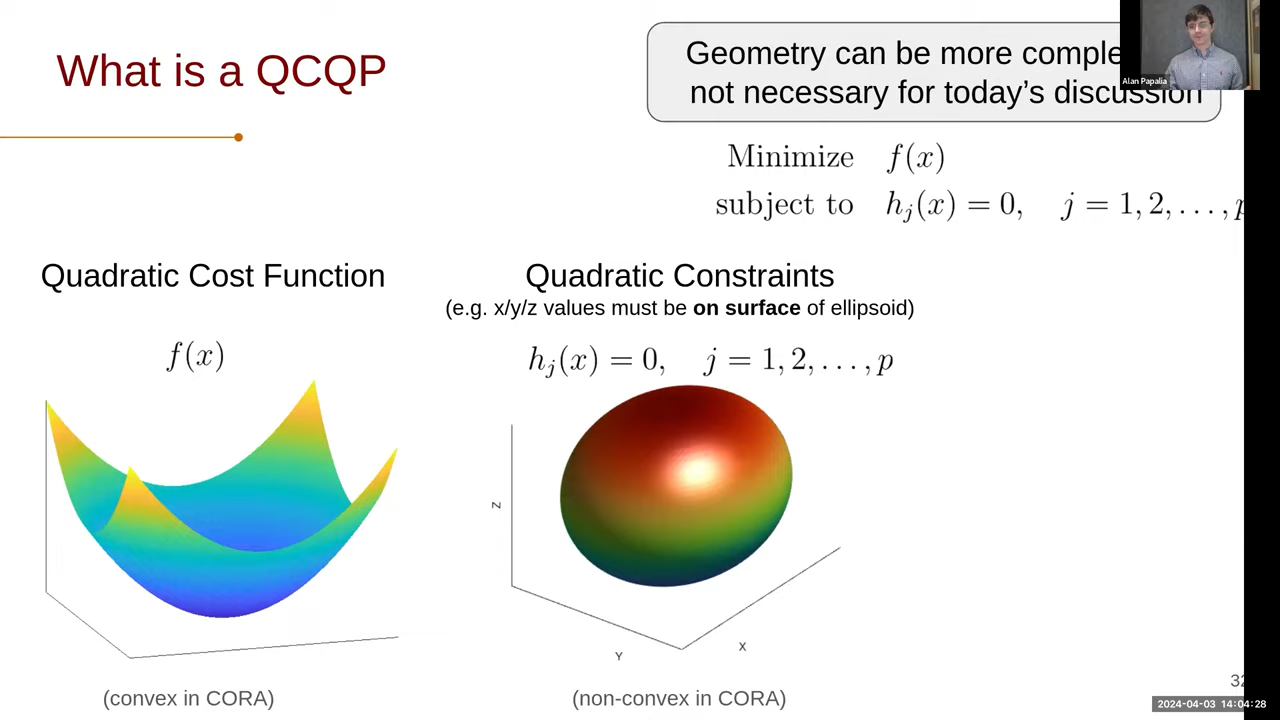 What is a QCQP
Geometry can be more
not necessary for today's discussion
Alan Papalia
Minimize f(x)
subject to h_j(x) = 0, j = 1, 2, . . . , p
Quadratic Cost Function
Quadratic Constraints
(e.g. x/y/z values must be on surface of ellipsoid)
f(x)
h_j(x) = 0, j = 1, 2, . . . , p
Z
Y
X
(convex in CORA)
(non-convex in CORA)
2024-04-03 14:04:28